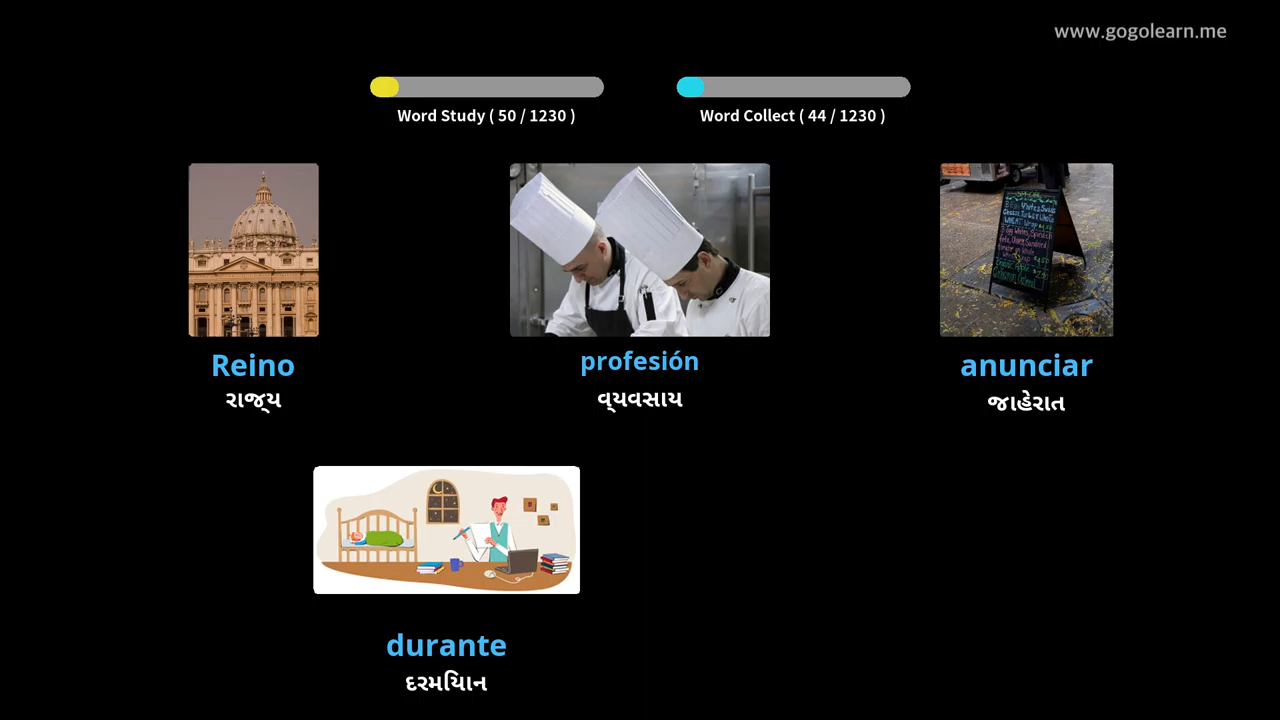 www.gogolearn.me
Word Study ( 50 / 1230 )
Word Collect ( 44 / 1230 )
Reino
રાજ્ય
profesión
વ્યવસાય
anunciar
જાહેરાત
durante
દરમિયાન